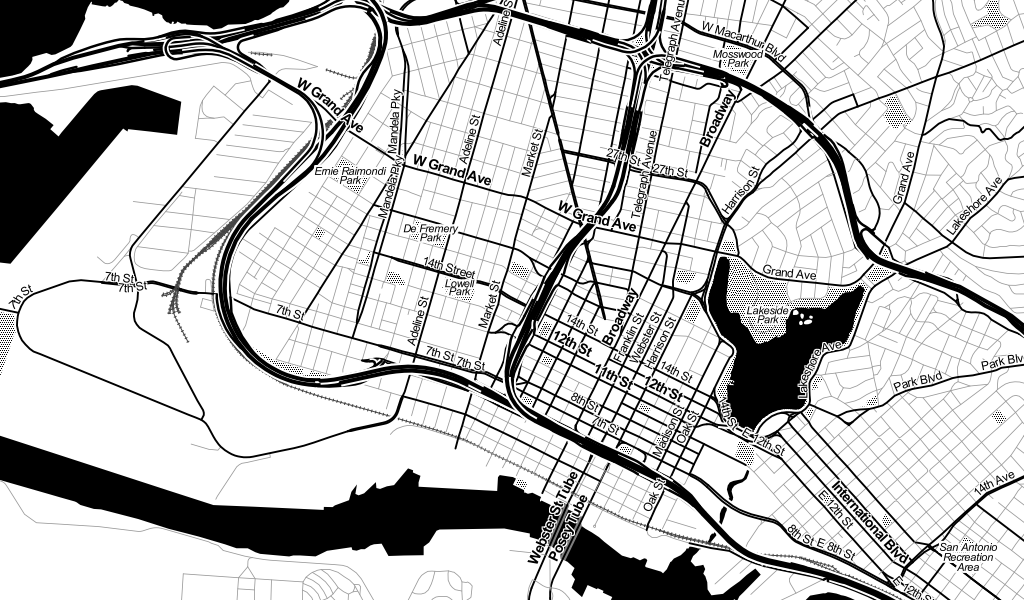 Adeline St
Telegraph Avenue
W Macarthur Blvd
Mosswood
Park
W Grand Ave
Mandela Pky
Adeline St
Market St
Broadway
27th St
27th St
Ernie Raimondi
Park
W Grand Ave
Mandela Pky
Telegraph Avenue
Harrison St
Grand Ave
Lakeshore Ave
W Grand Ave
De Fremery
Park
14th Street
Lowell
Park
Grand Ave
7th St
7th St
7th St
7th St
Adeline St
Market St
14th St
12th St
Broadway
Franklin St
Webster St
Harrison St
Lakeside
Park
7th St
7th St
11th St
12th St
14th St
Lakeshore Ave
Park Blvd
Park Blvd
8th St
7th St
Madison St
Oak St
14th St
E 12th St
Oak St
Webster St Tube
Posey Tube
International Blvd
E 12th St
14th Ave
8th St
E 8th St
E 12th St
San Antonio
Recreation
Area